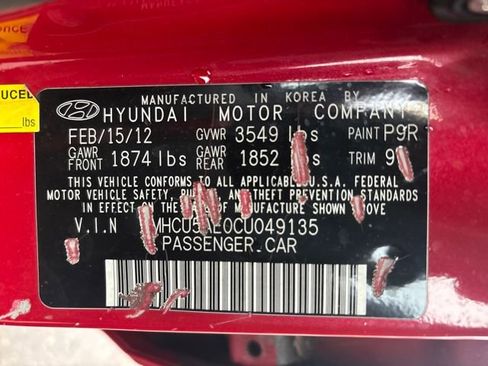 UCED
lbs
MANUFACTURED IN KOREA BY
HYUNDAI MOTOR COMPANY
FEB/15/12 GVWR 3549 lbs PAINT P9R
GAWR FRONT 1874 lbs GAWR REAR 1852 lbs TRIM
THIS VEHICLE CONFORMS TO ALL APPLICABLE U.S.A. FEDERAL
MOTOR VEHICLE SAFETY, BUMPER, AND THEFT PREVENTION STANDARDS
IN EFFECT ON THE DATE OF MANUFACTURE SHOWN ABOVE
V.I.N
PASSENGER CAR